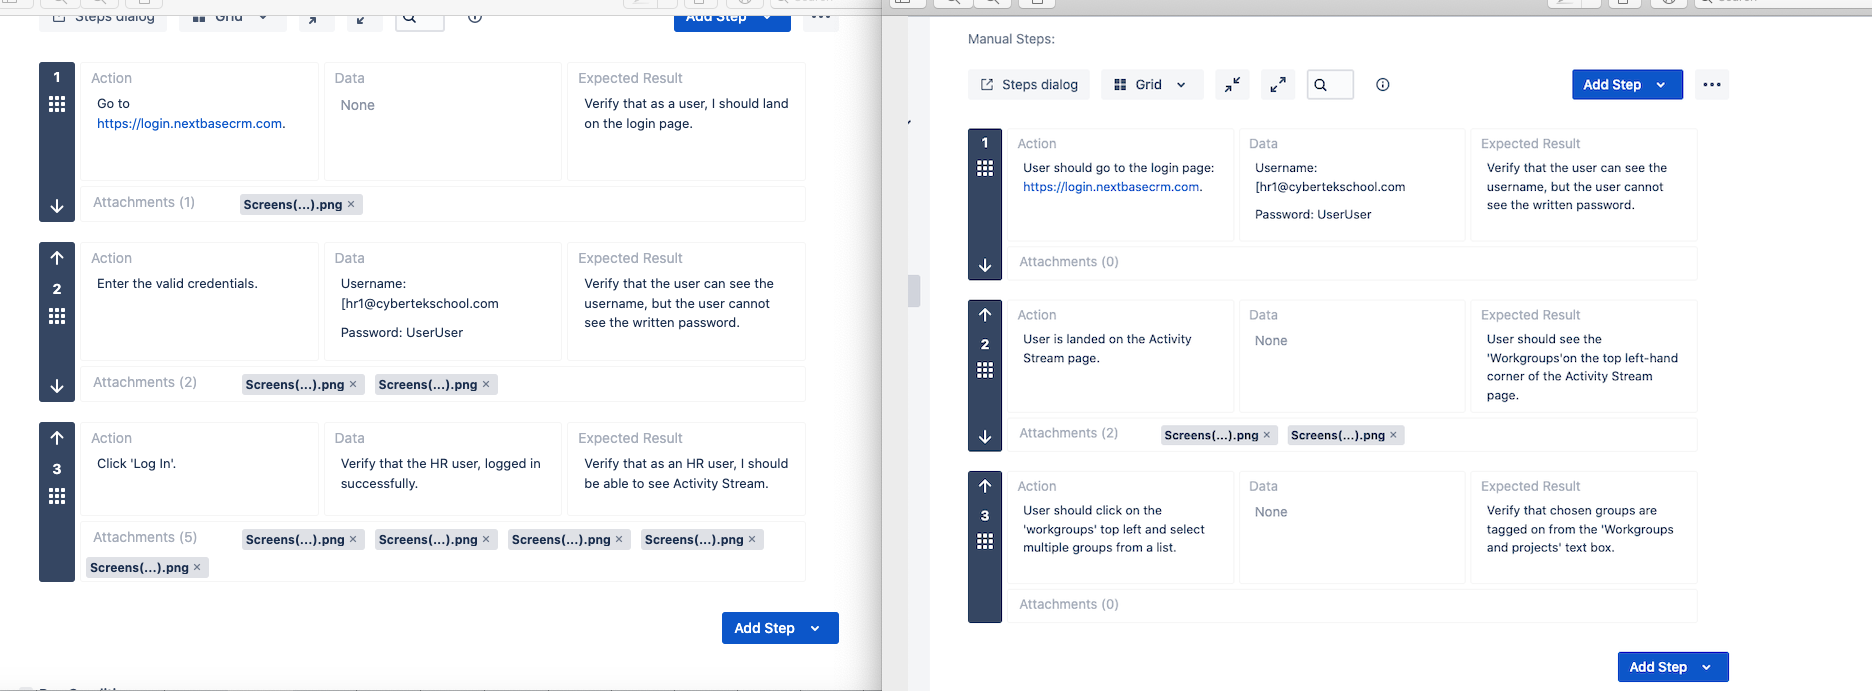 Steps dialog
Grid
Add Step
1
Action
Go to
https://login.nextbasecrm.com.
Data
None
Expected Result
Verify that as a user, I should land
on the login page.
Attachments (1)
Screens(...).png ×
2
Action
Enter the valid credentials.
Data
Username:
[hr1@cybertekschool.com
Password: UserUser
Expected Result
Verify that the user can see the
username, but the user cannot
see the written password.
Attachments (2)
Screens(...).png ×
Screens(...).png ×
3
Action
Click 'Log In'.
Data
Verify that the HR user, logged in
successfully.
Expected Result
Verify that as an HR user, I should
be able to see Activity Stream.
Attachments (5)
Screens(...).png ×
Screens(...).png ×
Screens(...).png ×
Screens(...).png ×
Screens(...).png ×
Add Step
Manual Steps:
Steps dialog
Grid
Add Step
1
Action
User should go to the login page:
https://login.nextbasecrm.com.
Data
Username:
[hr1@cybertekschool.com
Password: UserUser
Expected Result
Verify that the user can see the
username, but the user cannot
see the written password.
Attachments (0)
2
Action
User is landed on the Activity
Stream page.
Data
None
Expected Result
User should see the
'Workgroups'on the top left-hand
corner of the Activity Stream
page.
Attachments (2)
Screens(...).png ×
Screens(...).png ×
3
Action
User should click on the
'workgroups' top left and select
multiple groups from a list.
Data
None
Expected Result
Verify that chosen groups are
tagged on from the 'Workgroups
and projects' text box.
Attachments (0)
Add Step